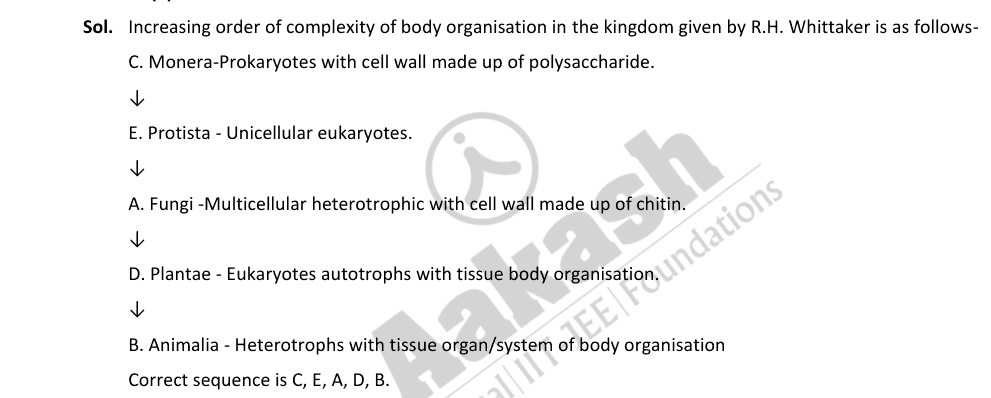 Sol. Increasing order of complexity of body organisation in the kingdom given by R.H. Whittaker is as follows-
C. Monera-Prokaryotes with cell wall made up of polysaccharide.
↓
E. Protista - Unicellular eukaryotes.
↓
A. Fungi -Multicellular heterotrophic with cell wall made up of chitin.
↓
D. Plantae - Eukaryotes autotrophs with tissue body organisation.
↓
B. Animalia - Heterotrophs with tissue organ/system of body organisation
Correct sequence is C, E, A, D, B.
Aakash
al|IIT-JEE|Foundations